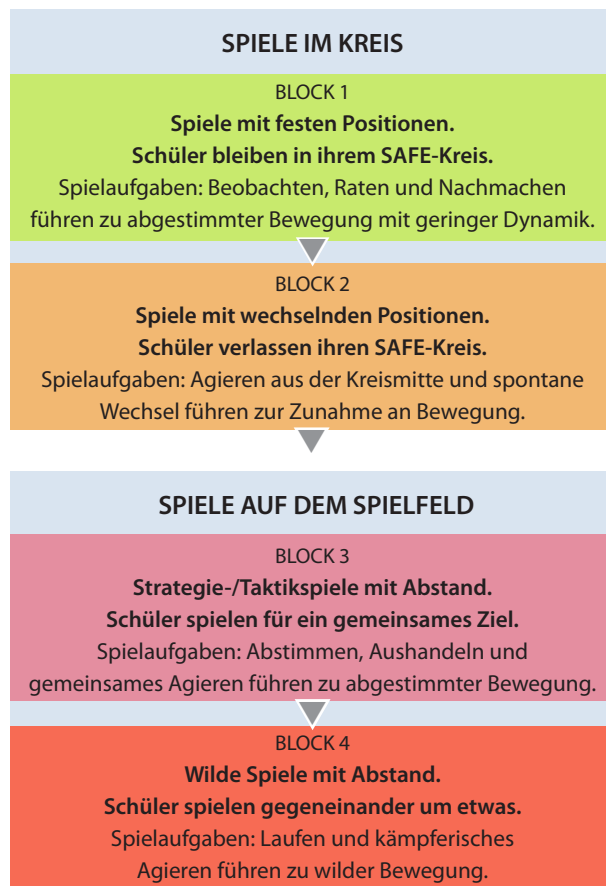 SPIELE IM KREIS
BLOCK 1
Spiele mit festen Positionen.
Schüler bleiben in ihrem SAFE-Kreis.
Spielaufgaben: Beobachten, Raten und Nachmachen
führen zu abgestimmter Bewegung mit geringer Dynamik.
BLOCK 2
Spiele mit wechselnden Positionen.
Schüler verlassen ihren SAFE-Kreis.
Spielaufgaben: Agieren aus der Kreismitte und spontane
Wechsel führen zur Zunahme an Bewegung.
SPIELE AUF DEM SPIELFELD
BLOCK 3
Strategie-/Taktikspiele mit Abstand.
Schüler spielen für ein gemeinsames Ziel.
Spielaufgaben: Abstimmen, Aushandeln und
gemeinsames Agieren führen zu abgestimmter Bewegung.
BLOCK 4
Wilde Spiele mit Abstand.
Schüler spielen gegeneinander um etwas.
Spielaufgaben: Laufen und kämpferisches
Agieren führen zu wilder Bewegung.